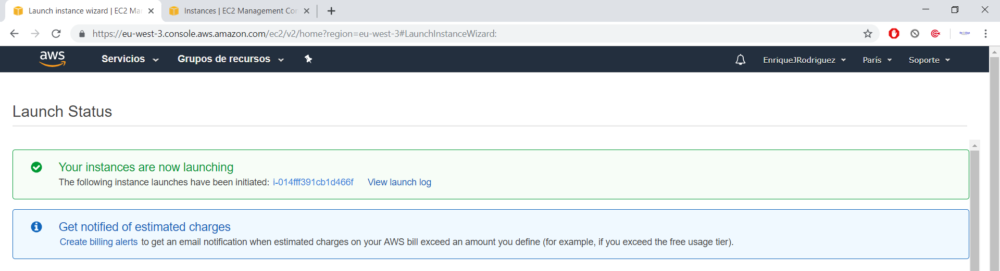 Launch instance wizard | EC2 Ma
Instances | EC2 Management Co
https://eu-west-3.console.aws.amazon.com/ec2/v2/home?region=eu-west-3#LaunchInstanceWizard:
aws Servicios Grupos de recursos EnriqueJRodriguez París Soporte
Launch Status
Your instances are now launching
The following instance launches have been initiated: i-014fff391cb1d466f View launch log
Get notified of estimated charges
Create billing alerts to get an email notification when estimated charges on your AWS bill exceed an amount you define (for example, if you exceed the free usage tier).